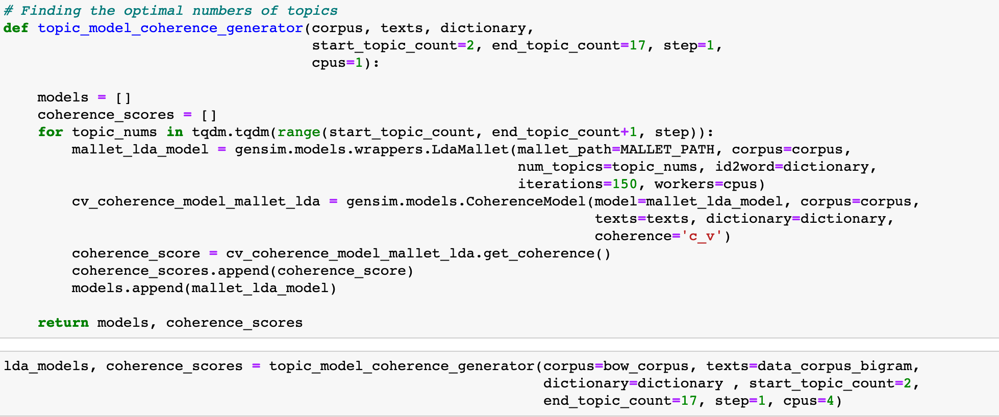 # Finding the optimal numbers of topics
def topic_model_coherence_generator(corpus, texts, dictionary,
                                    start_topic_count=2, end_topic_count=17, step=1,
                                    cpus=1):

    models = []
    coherence_scores = []
    for topic_nums in tqdm.tqdm(range(start_topic_count, end_topic_count+1, step)):
        mallet_lda_model = gensim.models.wrappers.LdaMallet(mallet_path=MALLET_PATH, corpus=corpus,
                                                            num_topics=topic_nums, id2word=dictionary,
                                                            iterations=150, workers=cpus)
        cv_coherence_model_mallet_lda = gensim.models.CoherenceModel(model=mallet_lda_model, corpus=corpus,
                                                                     texts=texts, dictionary=dictionary,
                                                                     coherence='c_v')
        coherence_score = cv_coherence_model_mallet_lda.get_coherence()
        coherence_scores.append(coherence_score)
        models.append(mallet_lda_model)

    return models, coherence_scores

lda_models, coherence_scores = topic_model_coherence_generator(corpus=bow_corpus, texts=data_corpus_bigram,
                                                               dictionary=dictionary , start_topic_count=2,
                                                               end_topic_count=17, step=1, cpus=4)